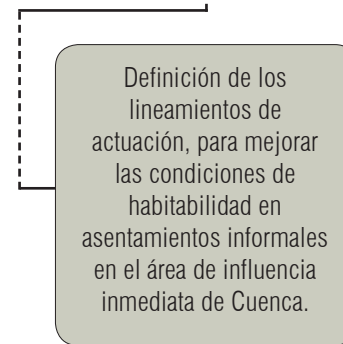 Definición de los
lineamientos de
actuación, para mejorar
las condiciones de
habitabilidad en
asentamientos informales
en el área de influencia
inmediata de Cuenca.